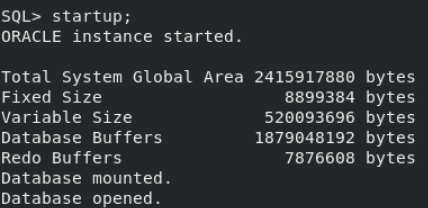 SQL> startup;
ORACLE instance started.

Total System Global Area 2415917880 bytes
Fixed Size                  8899384 bytes
Variable Size             520093696 bytes
Database Buffers         1879048192 bytes
Redo Buffers                7876608 bytes
Database mounted.
Database opened.